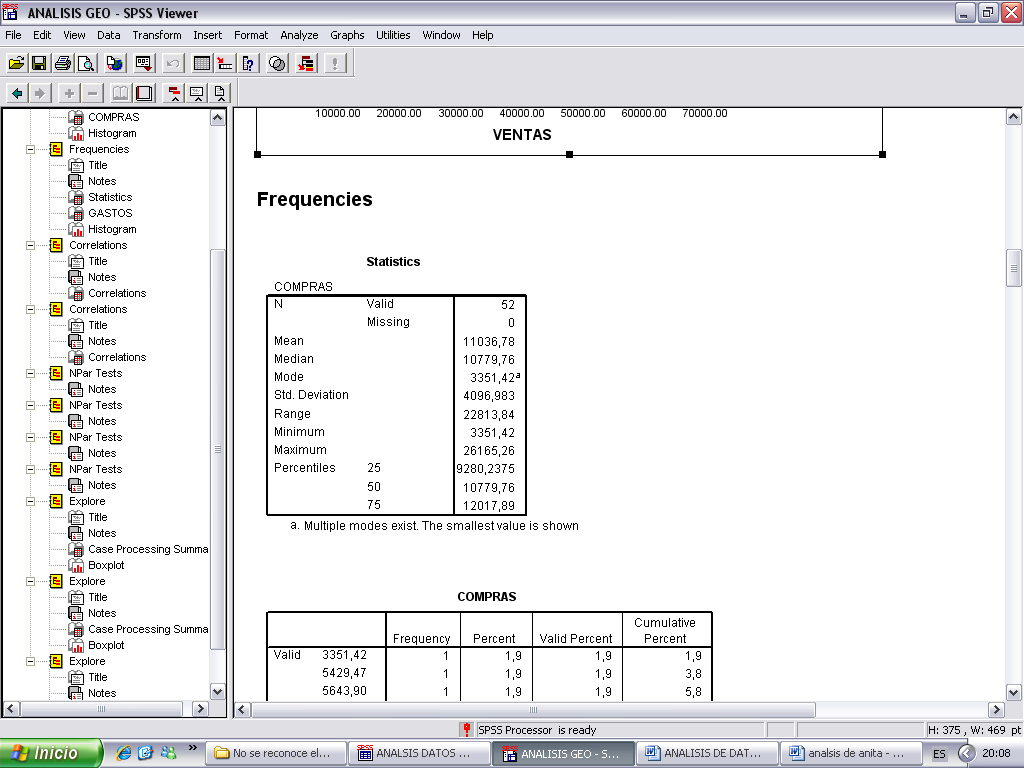 ANALISIS GEO - SPSS Viewer
File Edit View Data Transform Insert Format Analyze Graphs Utilities Window Help
COMPRAS
Histogram
Frequencies
Title
Notes
Statistics
GASTOS
Histogram
Correlations
Title
Notes
Correlations
Correlations
Title
Notes
Correlations
NPar Tests
Notes
NPar Tests
Notes
NPar Tests
Notes
NPar Tests
Notes
Explore
Title
Notes
Case Processing Summa
Boxplot
Explore
Title
Notes
Case Processing Summa
Boxplot
Explore
Title
Notes
10000.00 20000.00 30000.00 40000.00 50000.00 60000.00 70000.00
VENTAS
Frequencies
Statistics
COMPRAS
N Valid 52
Missing 0
Mean 11036,78
Median 10779,76
Mode 3351,42a
Std. Deviation 4096,983
Range 22813,84
Minimum 3351,42
Maximum 26165,26
Percentiles 25 9280,2375
50 10779,76
75 12017,89
a. Multiple modes exist. The smallest value is shown
COMPRAS
Frequency Percent Valid Percent Cumulative Percent
Valid 3351,42 1 1,9 1,9 1,9
5429,47 1 1,9 1,9 3,8
5643,90 1 1,9 1,9 5,8
SPSS Processor is ready
H: 375 , W: 469 pt
Inicio
No se reconoce el...
ANALSIS DATOS ...
ANALISIS GEO - S...
ANALISIS DE DAT...
analsis de anita - ...
ES
20:08